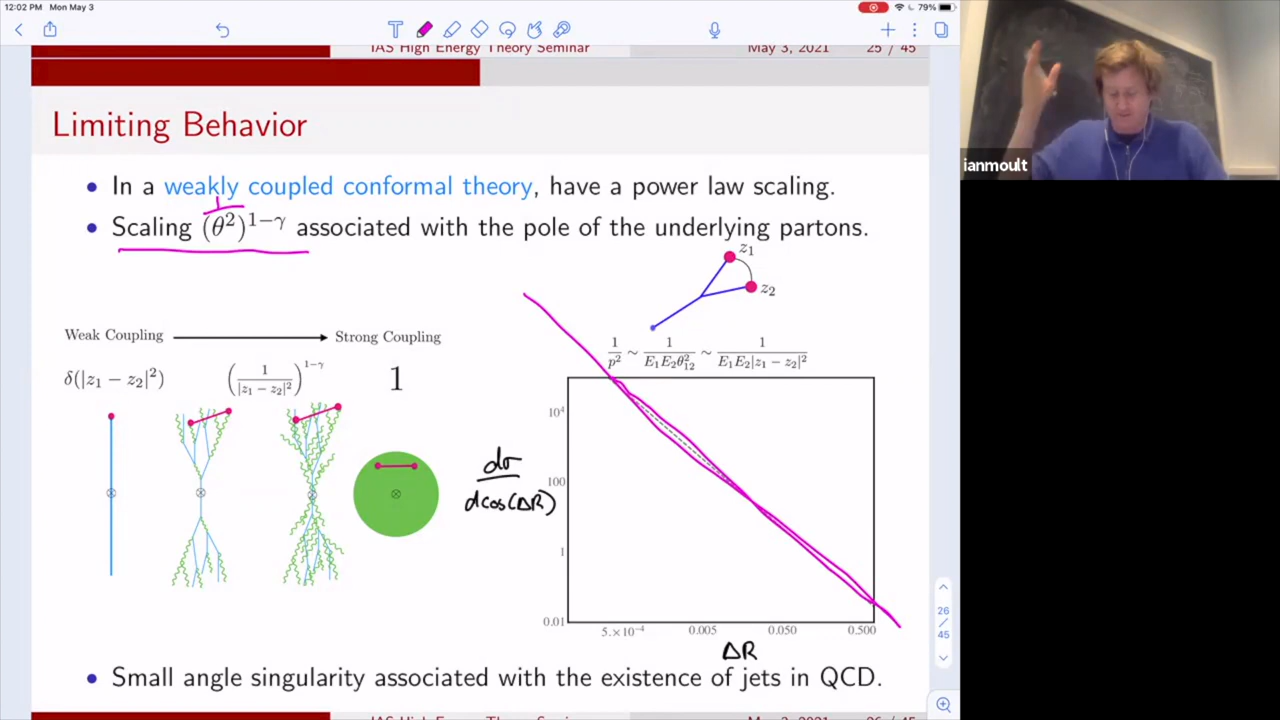 12:02 PM Mon May 3
79%
IAS High Energy Theory Seminar May 3, 2021 25 / 45
Limiting Behavior
• In a weakly coupled conformal theory, have a power law scaling.
• Scaling (θ²)^{1−γ} associated with the pole of the underlying partons.
z₁
z₂
Weak Coupling Strong Coupling
1/p² ~ 1/(E₁E₂θ₁₂²) ~ 1/(E₁E₂|z₁ − z₂|²)
δ(|z₁ − z₂|²) (1/|z₁ − z₂|²)^{1−γ} 1
10⁴
100
1
0.01
dσ
dcos(ΔR)
5.×10⁻⁴ 0.005 0.050 0.500
ΔR
• Small angle singularity associated with the existence of jets in QCD.
26
/
45
ianmoult